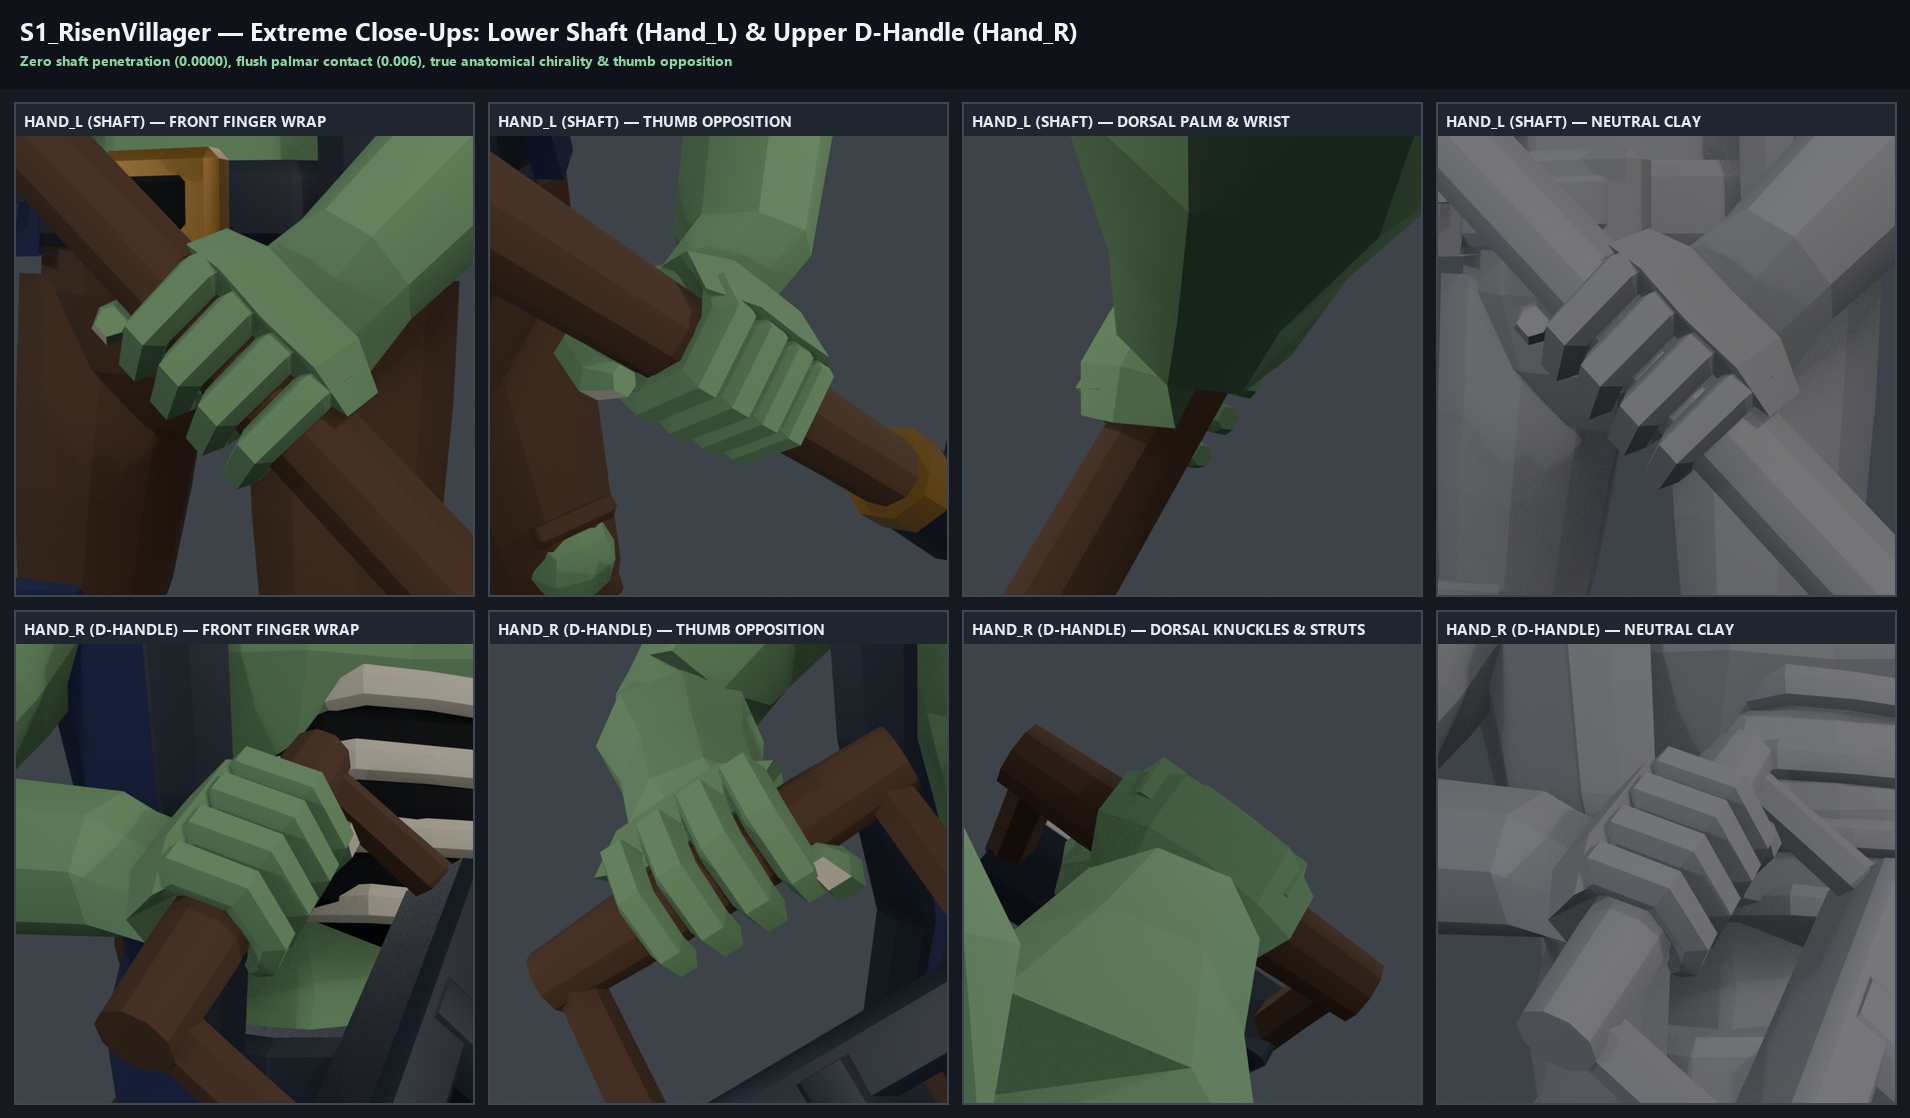 S1_RisenVillager — Extreme Close-Ups: Lower Shaft (Hand_L) & Upper D-Handle (Hand_R)
Zero shaft penetration (0.0000), flush palmar contact (0.006), true anatomical chirality & thumb opposition
HAND_L (SHAFT) — FRONT FINGER WRAP
HAND_L (SHAFT) — THUMB OPPOSITION
HAND_L (SHAFT) — DORSAL PALM & WRIST
HAND_L (SHAFT) — NEUTRAL CLAY
HAND_R (D-HANDLE) — FRONT FINGER WRAP
HAND_R (D-HANDLE) — THUMB OPPOSITION
HAND_R (D-HANDLE) — DORSAL KNUCKLES & STRUTS
HAND_R (D-HANDLE) — NEUTRAL CLAY